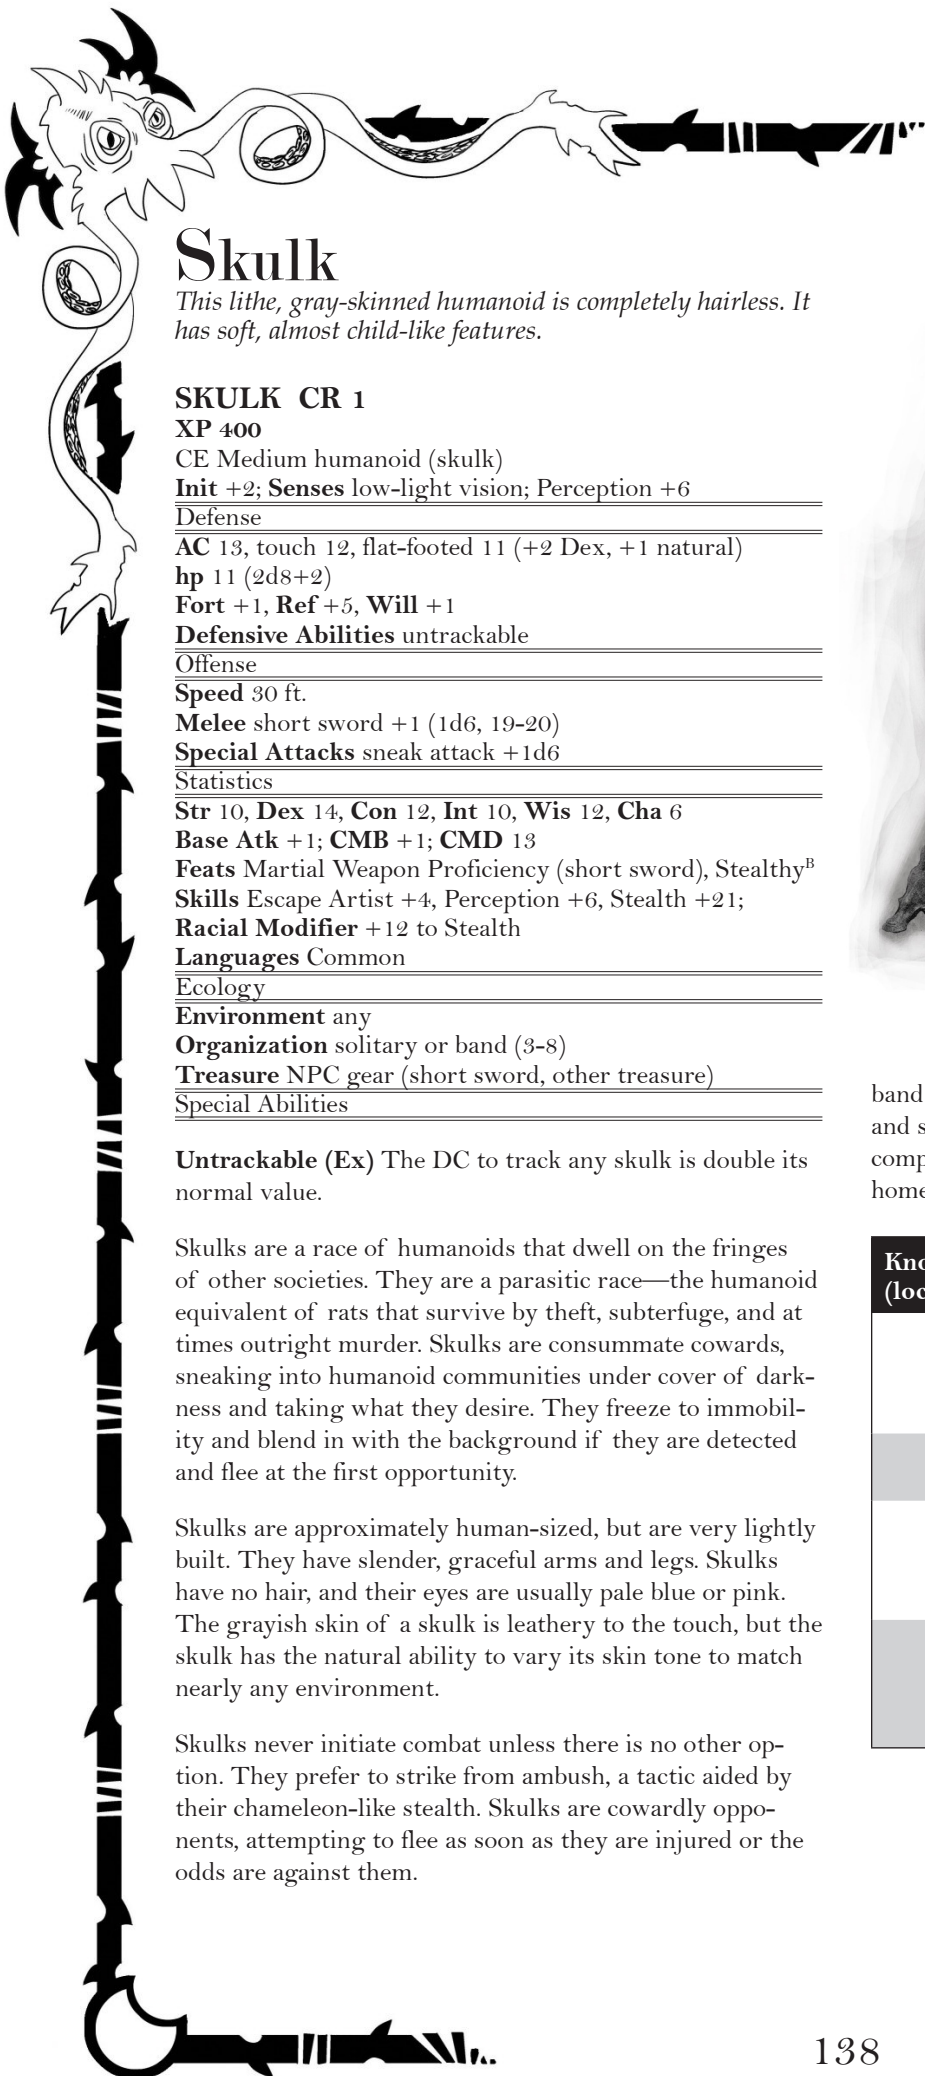 Skulk
This lithe, gray-skinned humanoid is completely hairless. It
has soft, almost child-like features.
SKULK CR 1
XP 400
CE Medium humanoid (skulk)
Init +2; Senses low-light vision; Perception +6
Defense
AC 13, touch 12, flat-footed 11 (+2 Dex, +1 natural)
hp 11 (2d8+2)
Fort +1, Ref +5, Will +1
Defensive Abilities untrackable
Offense
Speed 30 ft.
Melee short sword +1 (1d6, 19-20)
Special Attacks sneak attack +1d6
Statistics
Str 10, Dex 14, Con 12, Int 10, Wis 12, Cha 6
Base Atk +1; CMB +1; CMD 13
Feats Martial Weapon Proficiency (short sword), Stealthyᴮ
Skills Escape Artist +4, Perception +6, Stealth +21;
Racial Modifier +12 to Stealth
Languages Common
Ecology
Environment any
Organization solitary or band (3-8)
Treasure NPC gear (short sword, other treasure)
Special Abilities
Untrackable (Ex) The DC to track any skulk is double its
normal value.
Skulks are a race of humanoids that dwell on the fringes
of other societies. They are a parasitic race—the humanoid
equivalent of rats that survive by theft, subterfuge, and at
times outright murder. Skulks are consummate cowards,
sneaking into humanoid communities under cover of dark-
ness and taking what they desire. They freeze to immobil-
ity and blend in with the background if they are detected
and flee at the first opportunity.
Skulks are approximately human-sized, but are very lightly
built. They have slender, graceful arms and legs. Skulks
have no hair, and their eyes are usually pale blue or pink.
The grayish skin of a skulk is leathery to the touch, but the
skulk has the natural ability to vary its skin tone to match
nearly any environment.
Skulks never initiate combat unless there is no other op-
tion. They prefer to strike from ambush, a tactic aided by
their chameleon-like stealth. Skulks are cowardly oppo-
nents, attempting to flee as soon as they are injured or the
odds are against them.
band
and
138